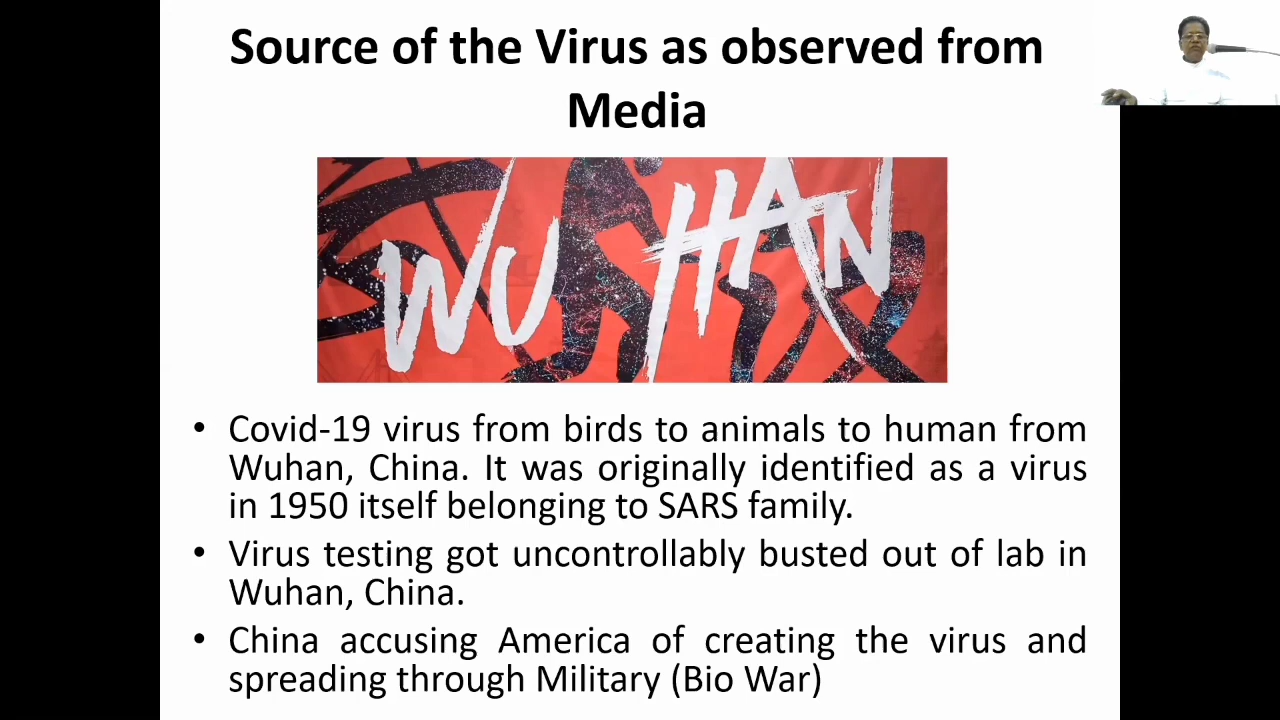 Source of the Virus as observed from
Media
WUHAN
• Covid-19 virus from birds to animals to human from
Wuhan, China. It was originally identified as a virus
in 1950 itself belonging to SARS family.
• Virus testing got uncontrollably busted out of lab in
Wuhan, China.
• China accusing America of creating the virus and
spreading through Military (Bio War)